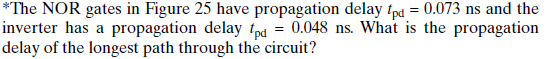 *The NOR gates in Figure 25 have propagation delay tpd = 0.073 ns and the
inverter has a propagation delay tpd = 0.048 ns. What is the propagation
delay of the longest path through the circuit?